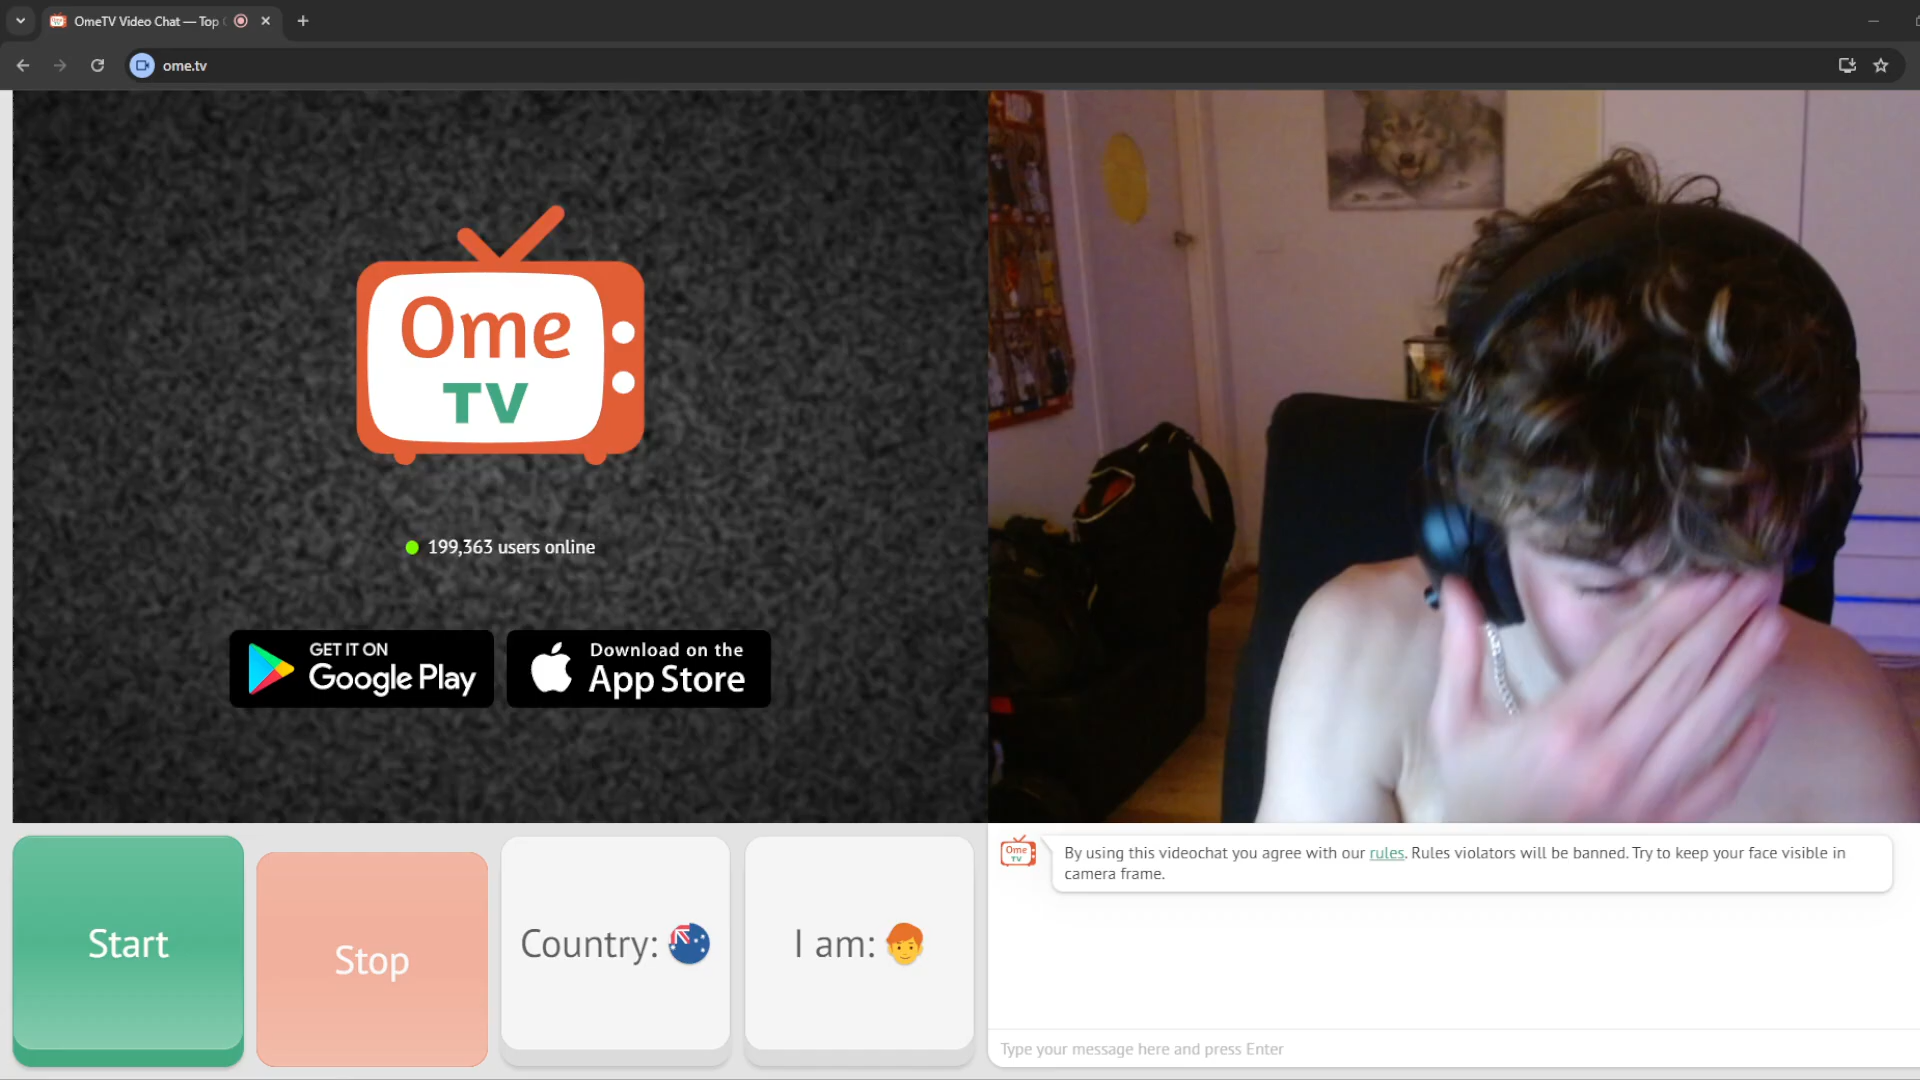 OmeTV Video Chat — Top
ome.tv
Ome
TV
199,363 users online
GET IT ON
Google Play
Download on the
App Store
Start
Stop
Country:
I am:
Ome
TV
By using this videochat you agree with our rules. Rules violators will be banned. Try to keep your face visible in
camera frame.
Type your message here and press Enter